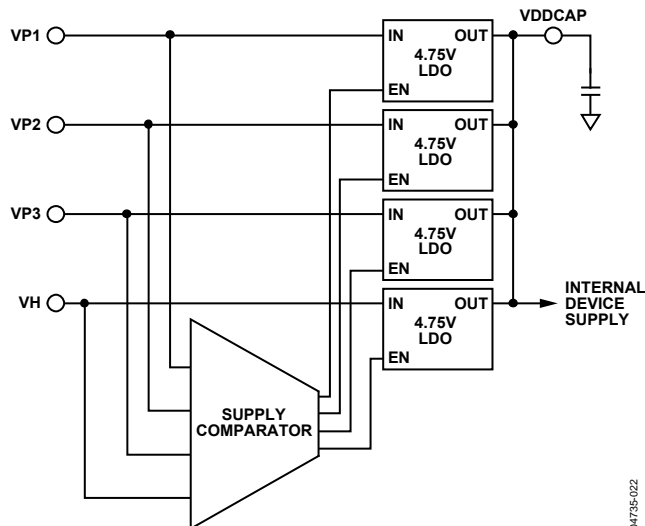 VP1
IN
OUT
4.75V
LDO
EN
VDDCAP
VP2
IN
OUT
4.75V
LDO
EN
VP3
IN
OUT
4.75V
LDO
EN
VH
IN
OUT
4.75V
LDO
EN
INTERNAL
DEVICE
SUPPLY
SUPPLY
COMPARATOR
04735-022